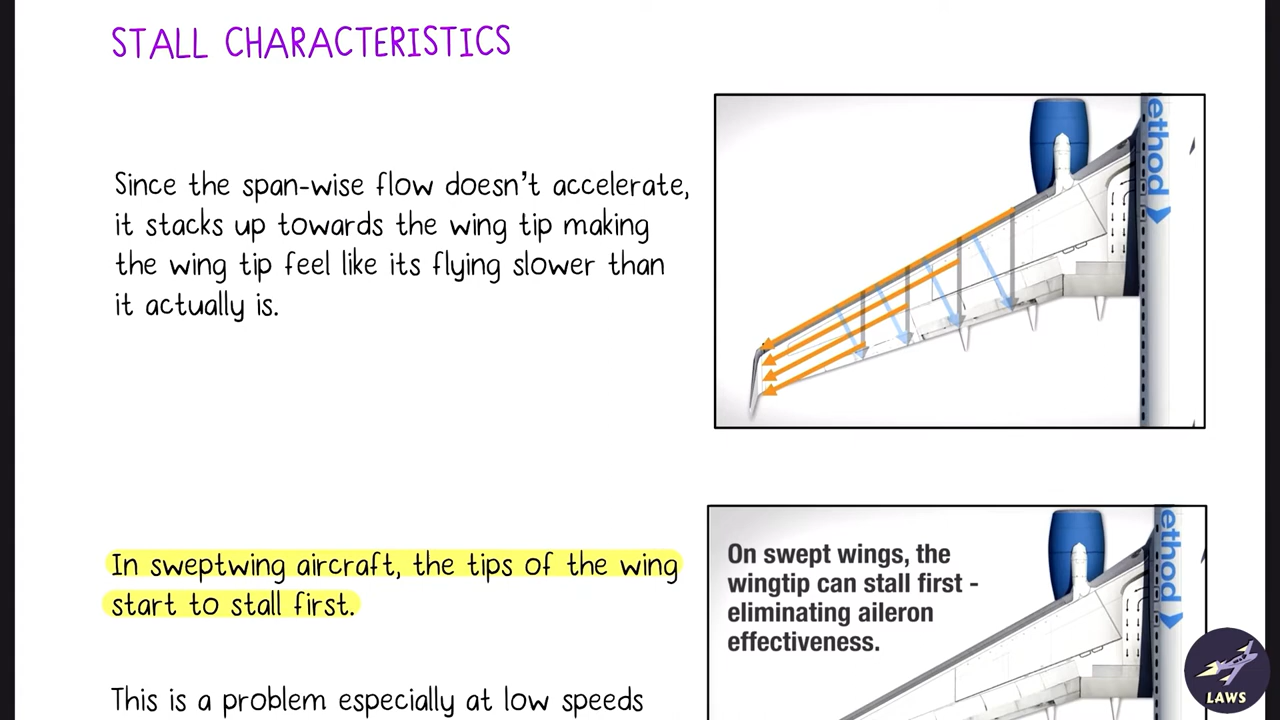 STALL CHARACTERISTICS
Since the span-wise flow doesn't accelerate,
it stacks up towards the wing tip making
the wing tip feel like its flying slower than
it actually is.
ethod
In sweptwing aircraft, the tips of the wing
start to stall first.
On swept wings, the
wingtip can stall first -
eliminating aileron
effectiveness.
ethod
This is a problem especially at low speeds
LAWS